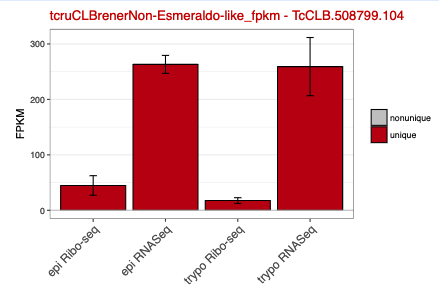 tcruCLBrenerNon-Esmeraldo-like_fpkm - TcCLB.508799.104
FPKM
300
200
100
0
epi Ribo-seq
epi RNASeq
trypo Ribo-seq
trypo RNASeq
nonunique
unique